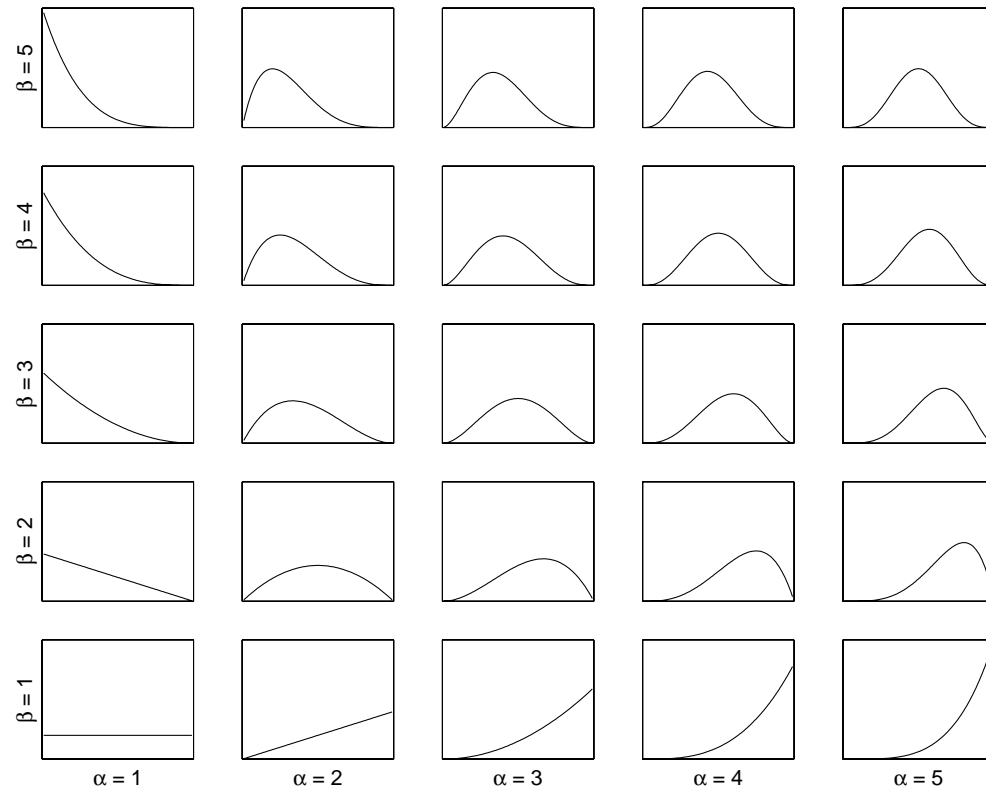 β = 5
β = 4
β = 3
β = 2
β = 1
α = 1
α = 2
α = 3
α = 4
α = 5